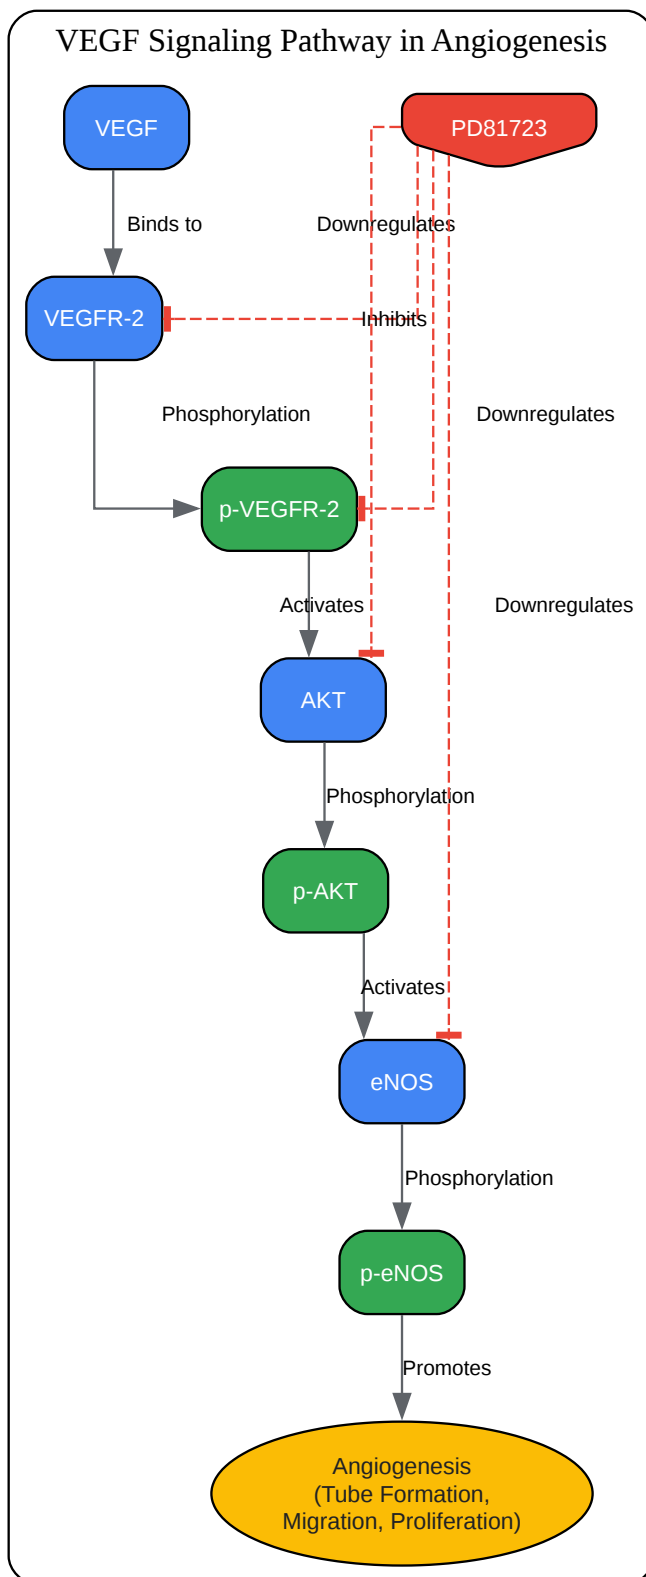 VEGF Signaling Pathway in Angiogenesis
VEGF
PD81723
Binds to
Downregulates
VEGFR-2
Inhibits
Phosphorylation
Downregulates
p-VEGFR-2
Activates
Downregulates
AKT
Phosphorylation
p-AKT
Activates
eNOS
Phosphorylation
p-eNOS
Promotes
Angiogenesis
(Tube Formation,
Migration, Proliferation)